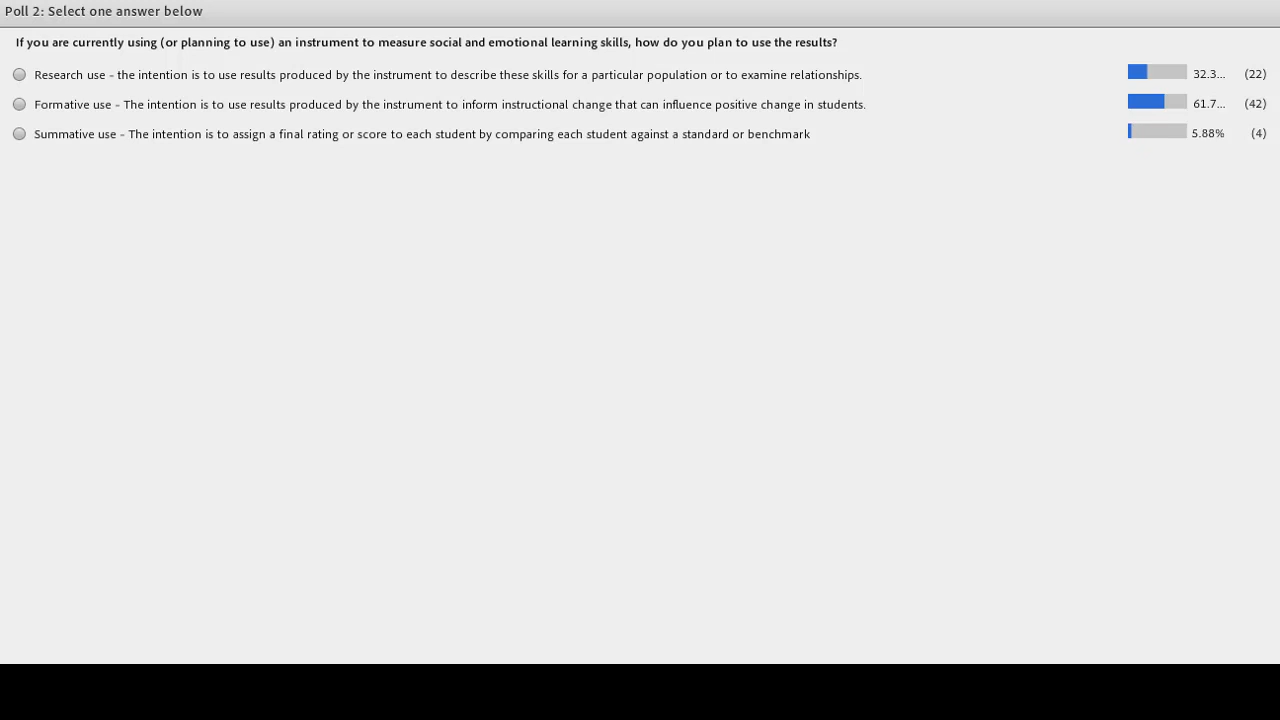 Poll 2: Select one answer below
If you are currently using (or planning to use) an instrument to measure social and emotional learning skills, how do you plan to use the results?
Research use - the intention is to use results produced by the instrument to describe these skills for a particular population or to examine relationships. 32.3... (22)
Formative use - The intention is to use results produced by the instrument to inform instructional change that can influence positive change in students. 61.7... (42)
Summative use - The intention is to assign a final rating or score to each student by comparing each student against a standard or benchmark 5.88% (4)